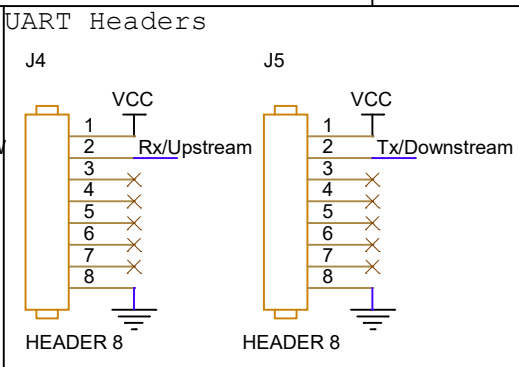 UART Headers
J4
VCC
1
2
Rx/Upstream
3
4
5
6
7
8
HEADER 8
J5
VCC
1
2
Tx/Downstream
3
4
5
6
7
8
HEADER 8